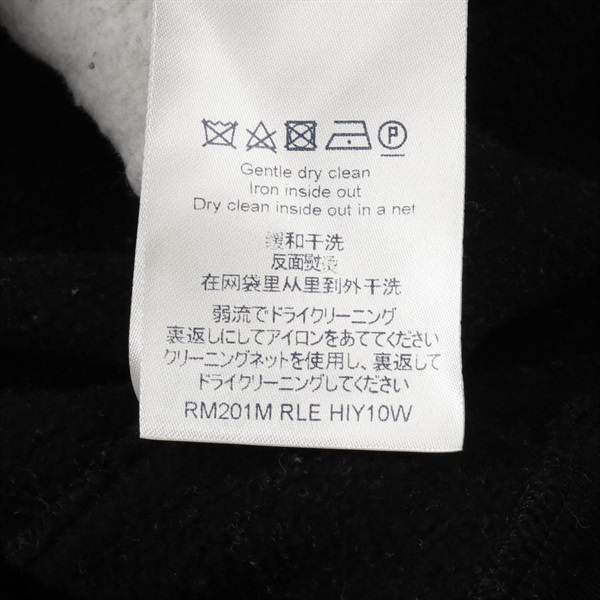 P
Gentle dry clean
Iron inside out
Dry clean inside out in a net
缓和干洗
反面熨烫
在网袋里从里到外干洗
弱流でドライクリーニング
裏返しにしてアイロンをあててください
クリーニングネットを使用し、裏返して
ドライクリーニングしてください
RM201M RLE HIY10W